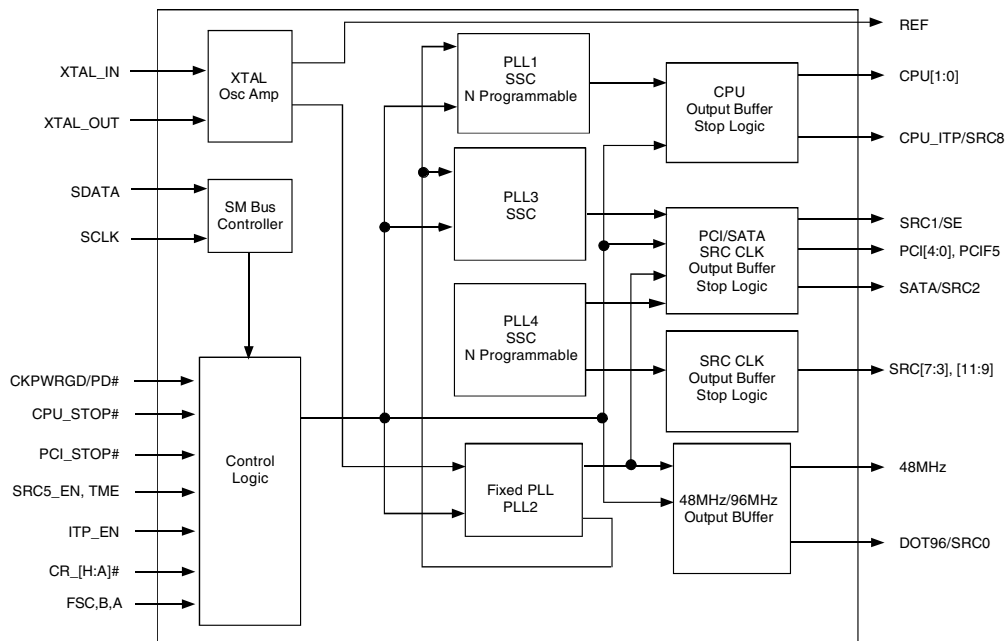 REF
XTAL_IN
XTAL_OUT
XTAL
Osc Amp
PLL1
SSC
N Programmable
CPU
Output Buffer
Stop Logic
CPU[1:0]
CPU_ITP/SRC8
SDATA
SCLK
SM Bus
Controller
PLL3
SSC
PCI/SATA
SRC CLK
Output Buffer
Stop Logic
SRC1/SE
PCI[4:0], PCIF5
SATA/SRC2
PLL4
SSC
N Programmable
SRC CLK
Output Buffer
Stop Logic
SRC[7:3], [11:9]
CKPWRGD/PD#
CPU_STOP#
PCI_STOP#
SRC5_EN, TME
ITP_EN
CR_[H:A]#
FSC,B,A
Control
Logic
Fixed PLL
PLL2
48MHz/96MHz
Output BUffer
48MHz
DOT96/SRC0